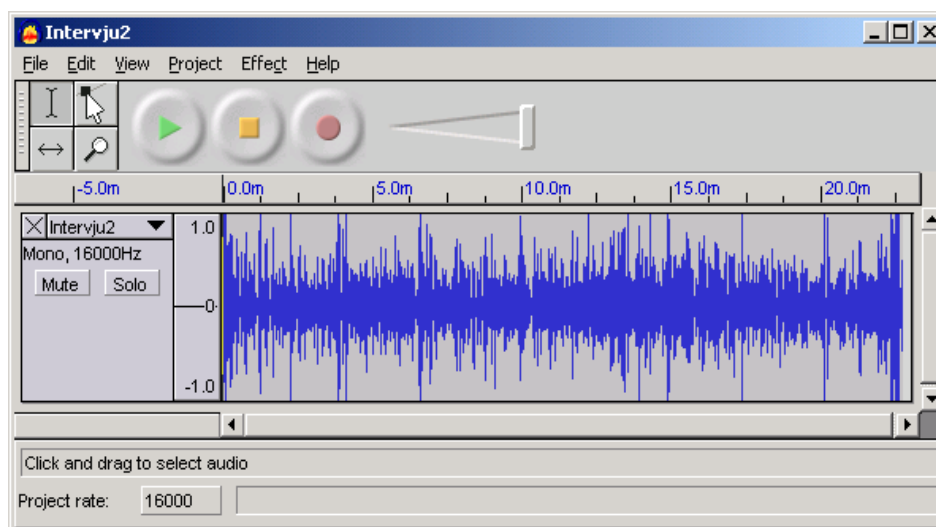 Intervju2
File Edit View Project Effect Help
-5.0m 0.0m 5.0m 10.0m 15.0m 20.0m
Intervju2 1.0
Mono, 16000Hz
Mute Solo
0
-1.0
Click and drag to select audio
Project rate: 16000